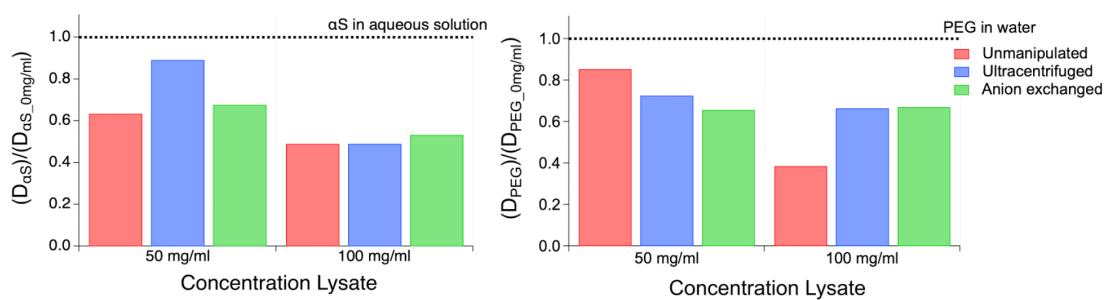 αS in aqueous solution
(DαS)/(DαS_0mg/ml)
1.0
0.8
0.6
0.4
0.2
0.0
50 mg/ml
100 mg/ml
Concentration Lysate
PEG in water
(DPEG)/(DPEG_0mg/ml)
1.0
0.8
0.6
0.4
0.2
0.0
50 mg/ml
100 mg/ml
Concentration Lysate
Unmanipulated
Ultracentrifuged
Anion exchanged